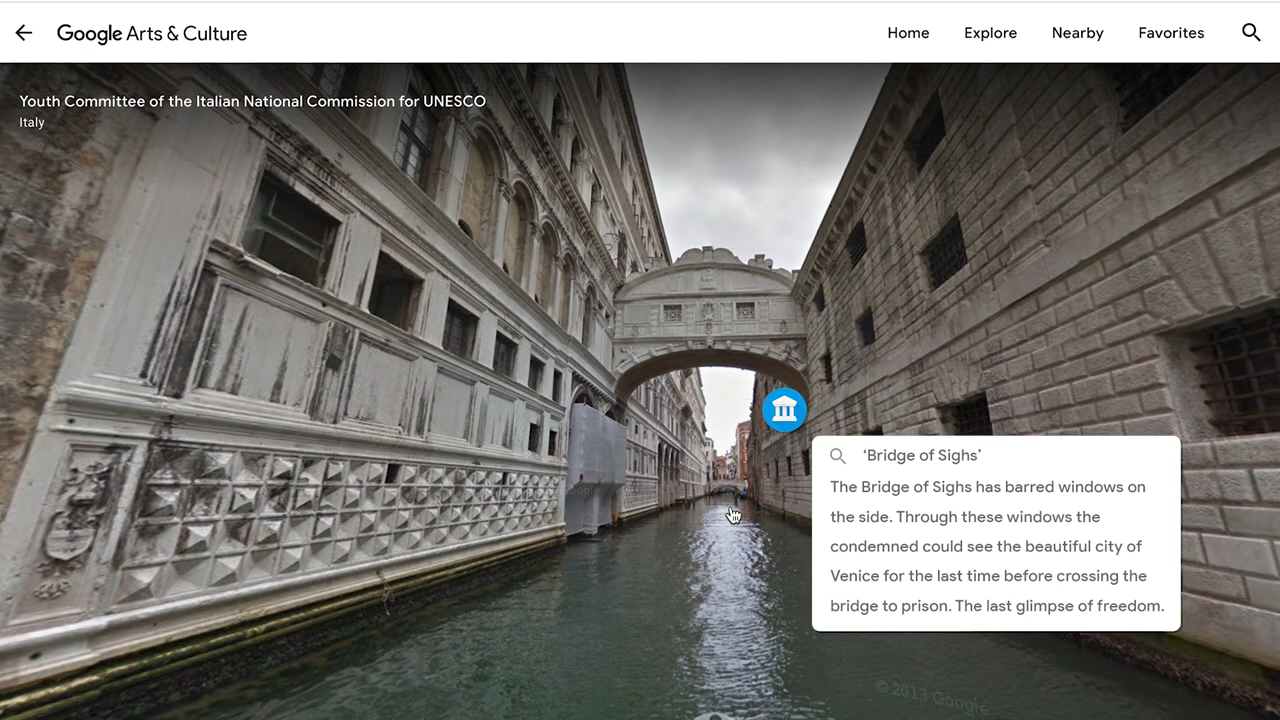 Google Arts & Culture
Home Explore Nearby Favorites
Youth Committee of the Italian National Commission for UNESCO
Italy
‘Bridge of Sighs’
The Bridge of Sighs has barred windows on
the side. Through these windows the
condemned could see the beautiful city of
Venice for the last time before crossing the
bridge to prison. The last glimpse of freedom.
© 2013 Google